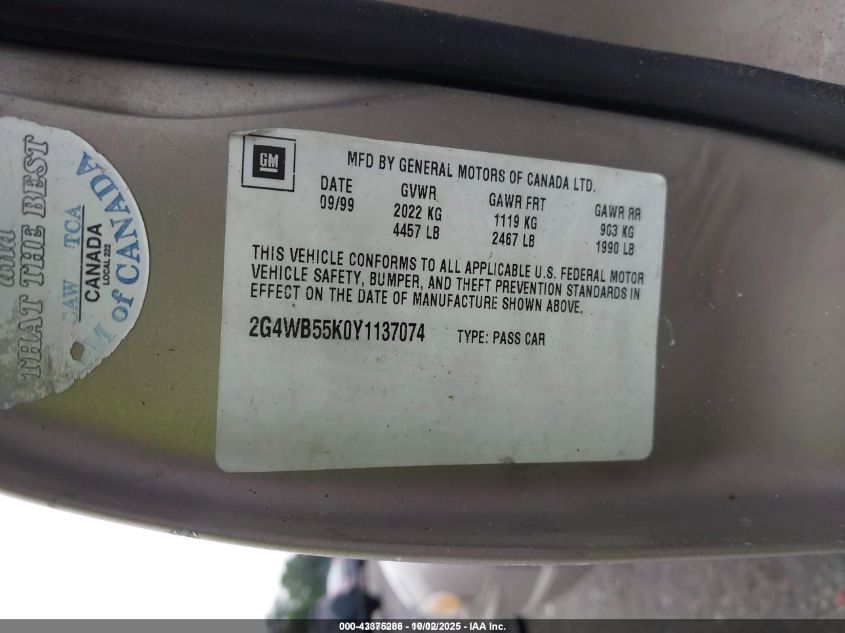 GM
MFD BY GENERAL MOTORS OF CANADA LTD.
DATE GVWR GAWR FRT GAWR RR
09/99 2022 KG 1119 KG 903 KG
4457 LB 2467 LB 1990 LB
THIS VEHICLE CONFORMS TO ALL APPLICABLE U.S. FEDERAL MOTOR
VEHICLE SAFETY, BUMPER, AND THEFT PREVENTION STANDARDS IN
EFFECT ON THE DATE OF MANUFACTURE SHOWN ABOVE.
2G4WB55K0Y1137074 TYPE: PASS CAR
THAT THE BEST
CAW TCA
CANADA
LOCAL 222
of CANADA
000-43375286 - 10/02/2025 - IAA Inc.